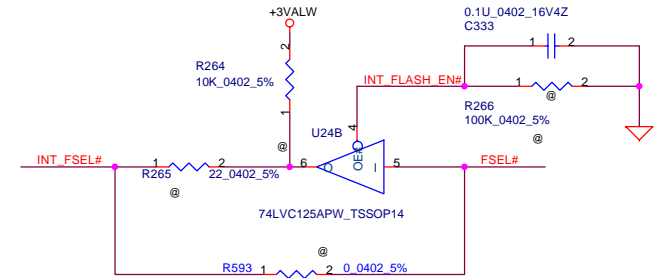 +3VALW
0.1U_0402_16V4Z
C333
1
2
2
R264
10K_0402_5%
1
@
INT_FLASH_EN#
1
2
@
R266
100K_0402_5%
@
U24B
4
OE#
INT_FSEL#
1
2
R265
22_0402_5%
@
6
O
I
5
FSEL#
74LVC125APW_TSSOP14
@
R593
1
2
0_0402_5%